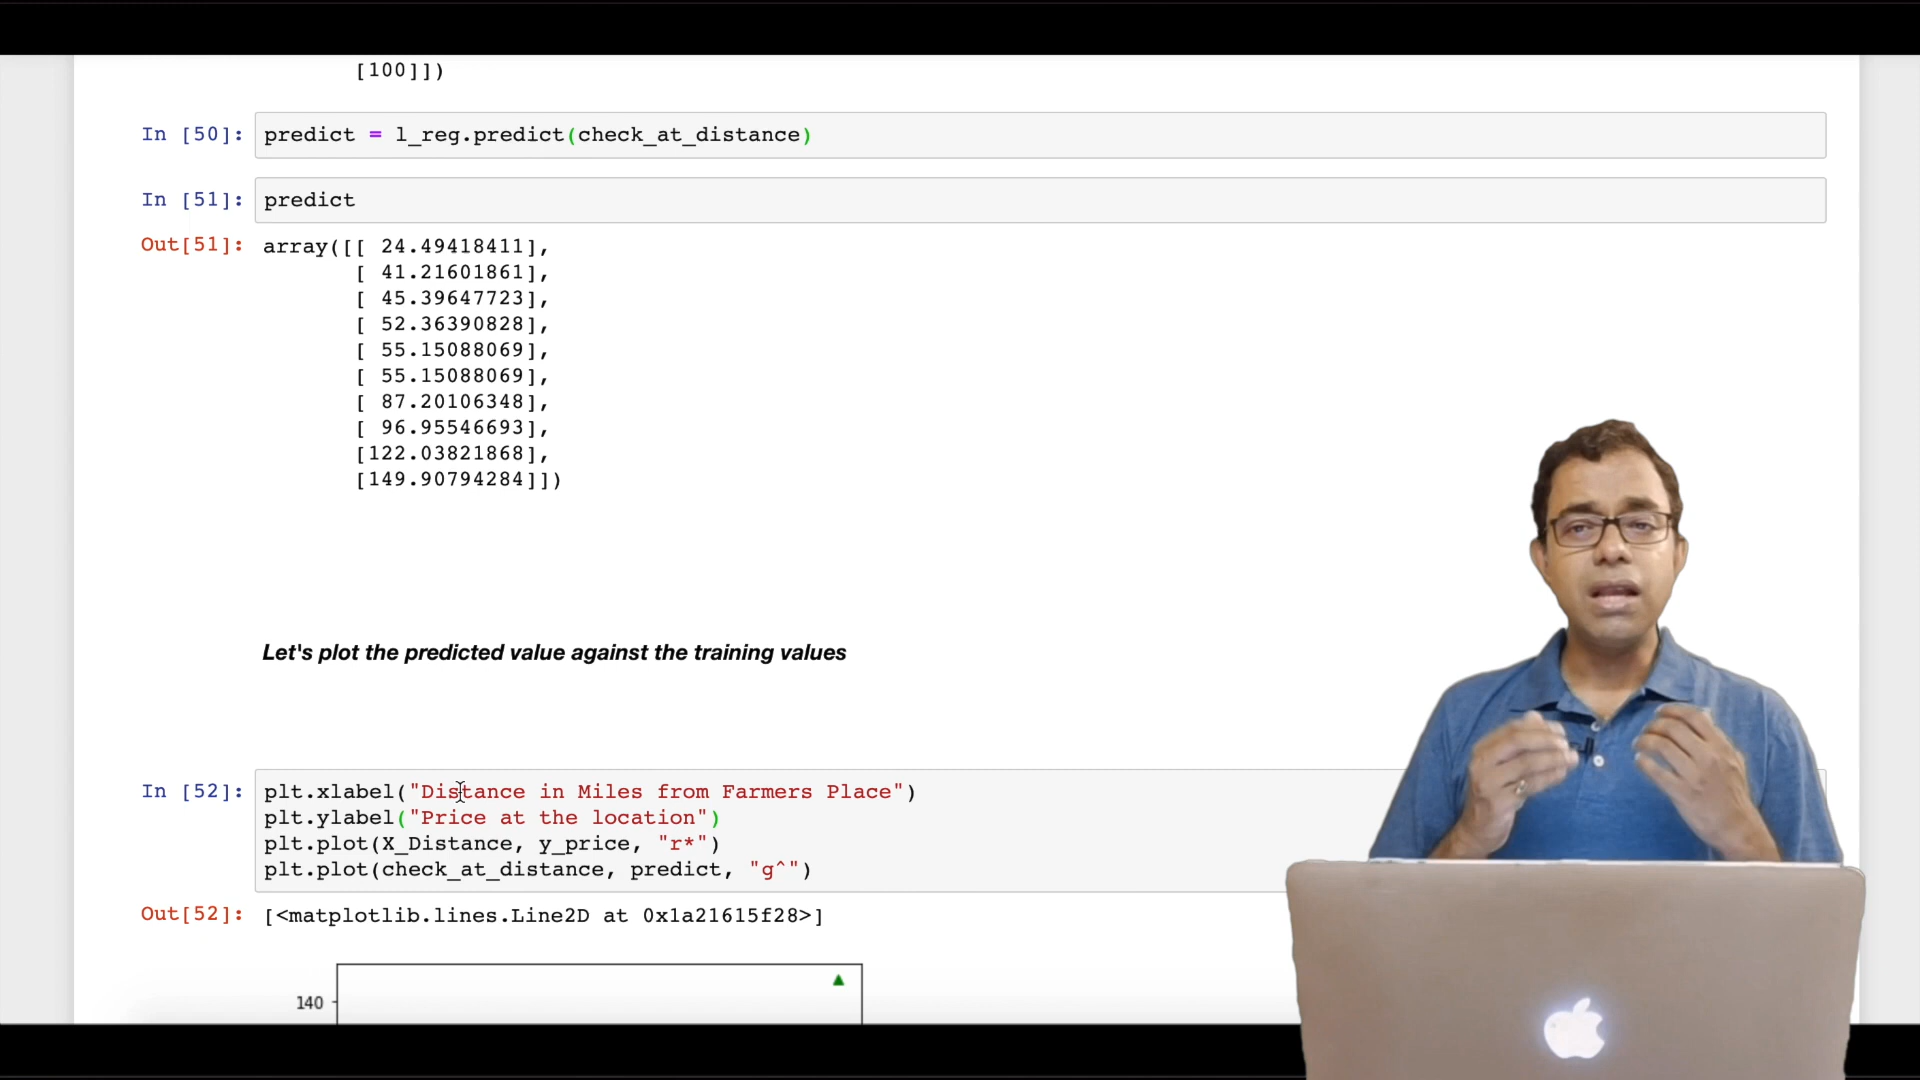 [100]])
In [50]: predict = l_reg.predict(check_at_distance)
In [51]: predict
Out[51]: array([[ 24.49418411],
[ 41.21601861],
[ 45.39647723],
[ 52.36390828],
[ 55.15088069],
[ 55.15088069],
[ 87.20106348],
[ 96.95546693],
[122.03821868],
[149.90794284]])
Let's plot the predicted value against the training values
In [52]: plt.xlabel("Distance in Miles from Farmers Place")
plt.ylabel("Price at the location")
plt.plot(X_Distance, y_price, "r*")
plt.plot(check_at_distance, predict, "g^")
Out[52]: [<matplotlib.lines.Line2D at 0x1a21615f28>]
140